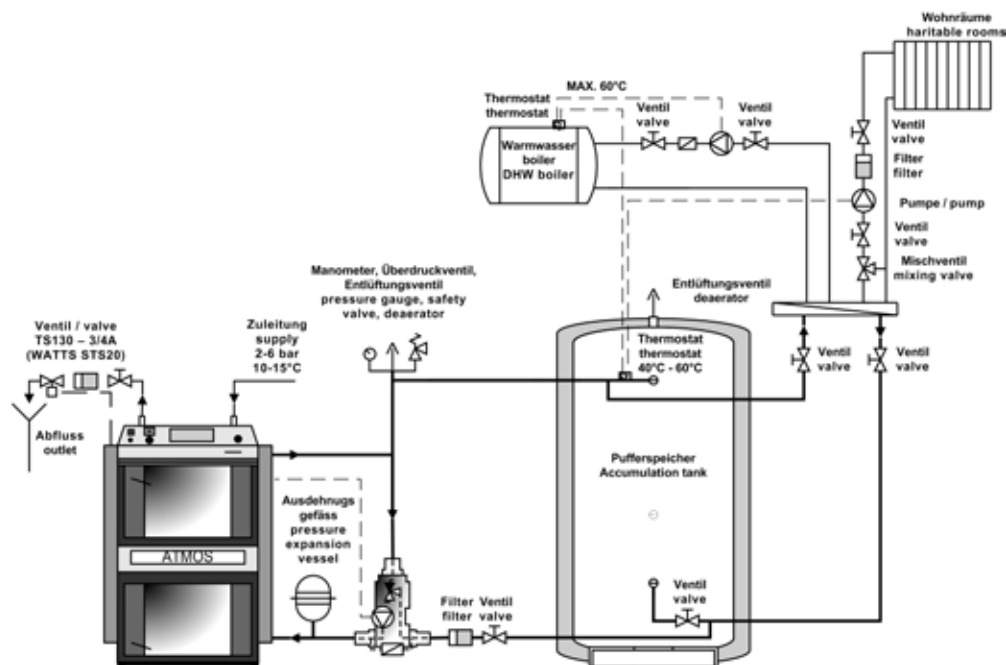 Wohnräume
haritable rooms
MAX. 60°C
Thermostat
thermostat
Ventil
valve
Ventil
valve
Warmwasser
boiler
DHW boiler
Ventil
valve
Filter
filter
Pumpe / pump
Ventil
valve
Mischventil
mixing valve
Manometer, Überdruckventil,
Entlüftungsventil
pressure gauge, safety
valve, deaerator
Entlüftungsventil
deaerator
Ventil / valve
TS130 – 3/4A
(WATTS STS20)
Zuleitung
supply
2-6 bar
10-15°C
Thermostat
thermostat
40°C - 60°C
Ventil
valve
Ventil
valve
Abfluss
outlet
Pufferspeicher
Accumulation tank
Ausdehnugs
gefäss
pressure
expansion
vessel
ATMOS
Filter
filter
Ventil
valve
Ventil
valve